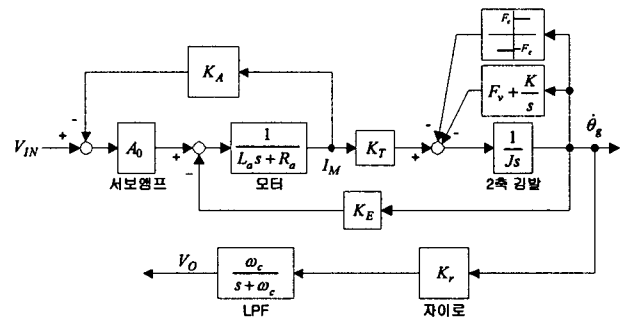 F_c
-F_c
K_A
F_v + K/s
θ̇_g
V_IN
+
-
A_0
+
-
1/(L_a s + R_a)
I_M
K_T
+
-
-
1/(Js)
서보앰프
모터
2축 김발
K_E
V_O
ω_c/(s + ω_c)
K_r
LPF
자이로